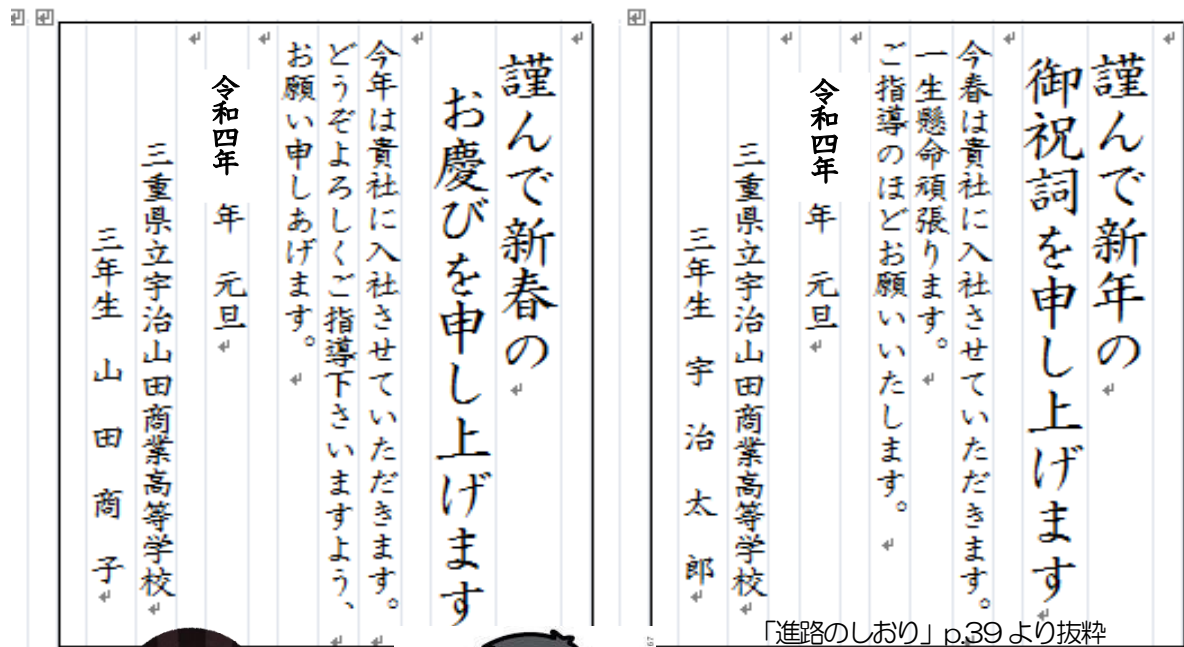 謹んで新年の
御祝詞を申し上げます
今春は貴社に入社させていただきます。
一生懸命頑張ります。
ご指導のほどお願いいたします。
令和四年 年 元旦
三重県立宇治山田商業高等学校
三年生 宇治太郎
「進路のしおり」p.39より抜粋
謹んで新春の
お慶びを申し上げます
今年は貴社に入社させていただきます。
どうぞよろしくご指導下さいますよう、
お願い申しあげます。
令和四年 年 元旦
三重県立宇治山田商業高等学校
三年生 山田商子